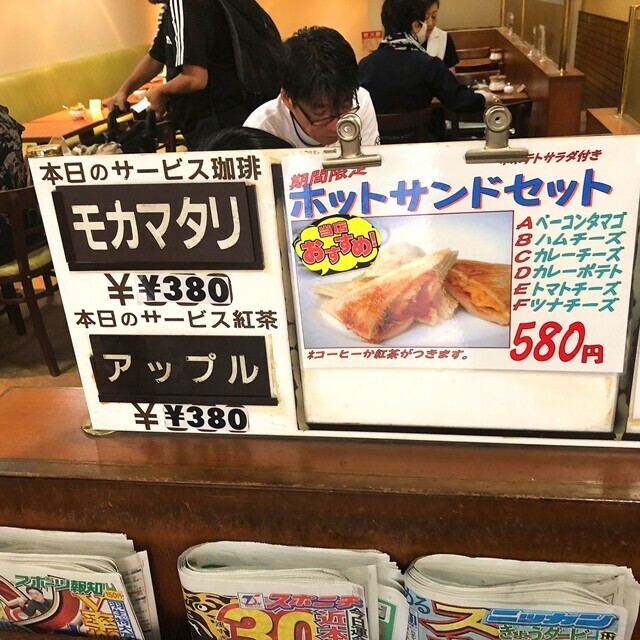 本日のサービス珈琲
モカマタリ
¥ ¥380
本日のサービス紅茶
アップル
¥ ¥380
ポテトサラダ付き
期間限定
ホットサンドセット
当店
おすすめ!
A ベーコンタマゴ
B ハムチーズ
C カレーチーズ
D カレーポテト
E トマトチーズ
F ツナチーズ
580円
*コーヒーか紅茶がつきます。
スポーツ報知
スポニチ
30
近本
ニッカン